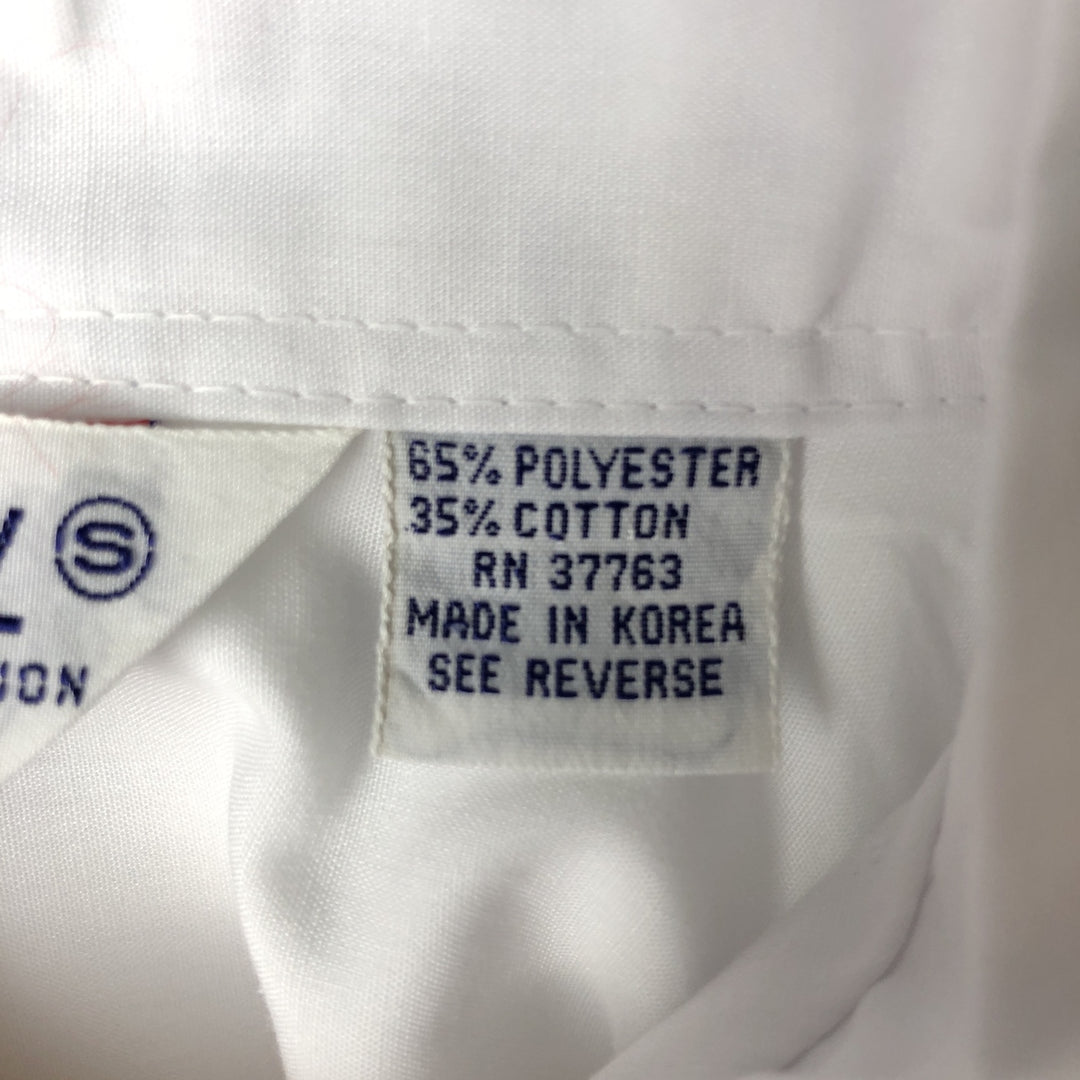 Ⓢ
65% POLYESTER
35% COTTON
RN 37763
MADE IN KOREA
SEE REVERSE